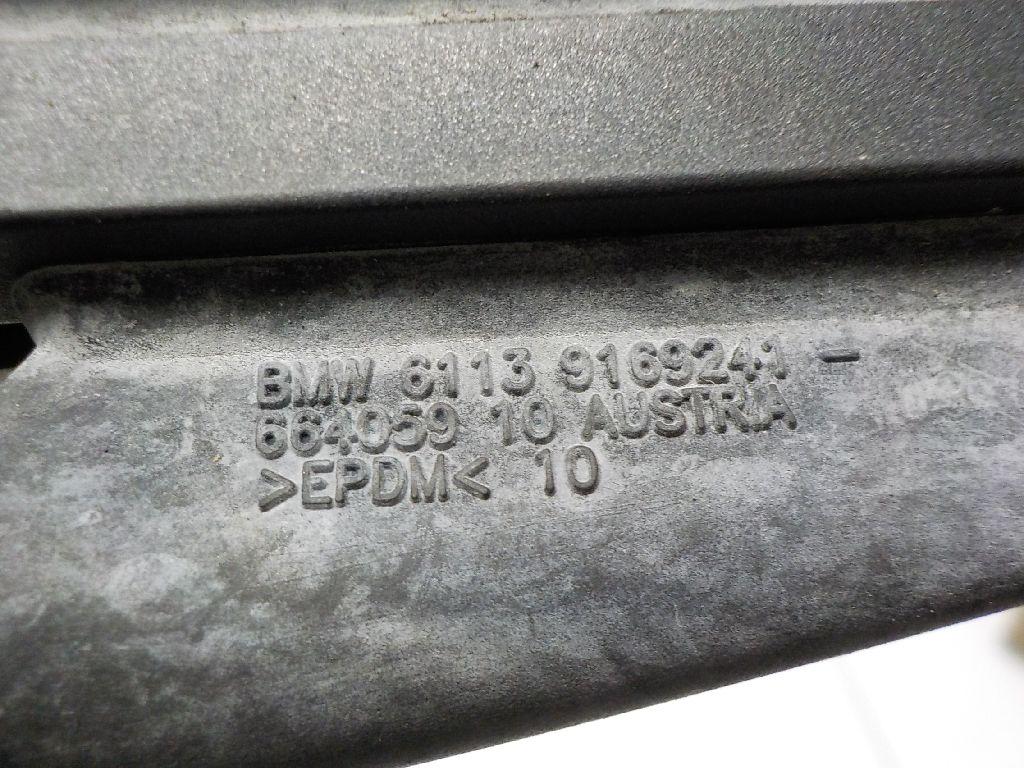 BMW 6113 9169241 -
664059 10 AUSTRIA
>EPDM< 10